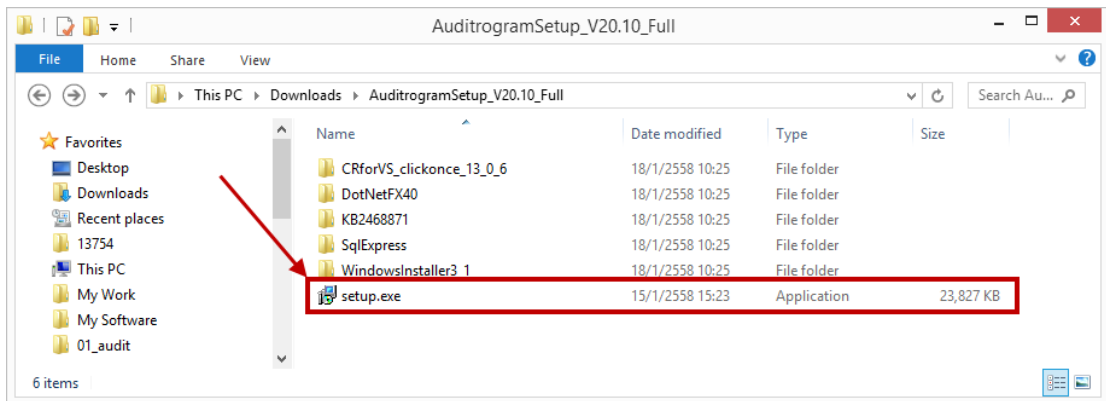 AuditrogramSetup_V20.10_Full
File Home Share View
This PC Downloads AuditrogramSetup_V20.10_Full Search Au...
Favorites
Desktop
Downloads
Recent places
13754
This PC
My Work
My Software
01_audit
Name Date modified Type Size
CRforVS_clickonce_13_0_6 18/1/2558 10:25 File folder
DotNetFX40 18/1/2558 10:25 File folder
KB2468871 18/1/2558 10:25 File folder
SqlExpress 18/1/2558 10:25 File folder
WindowsInstaller3_1 18/1/2558 10:25 File folder
setup.exe 15/1/2558 15:23 Application 23,827 KB
6 items